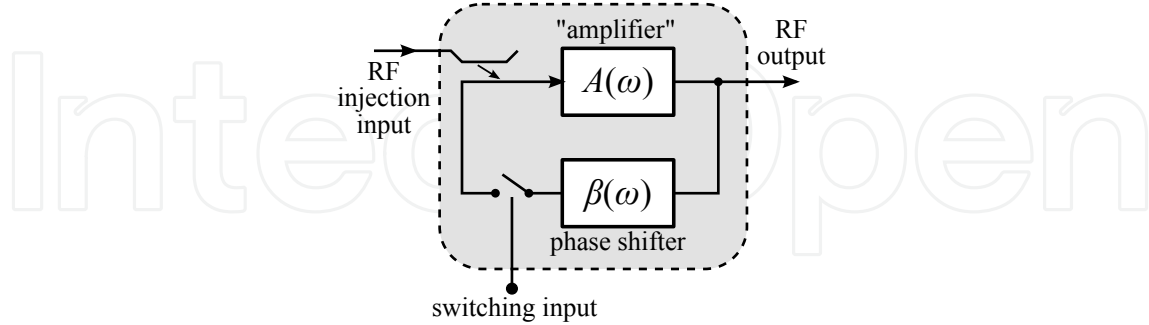 "amplifier"
RF
injection
input
RF
output
A(ω)
β(ω)
phase shifter
switching input
IntechOpen